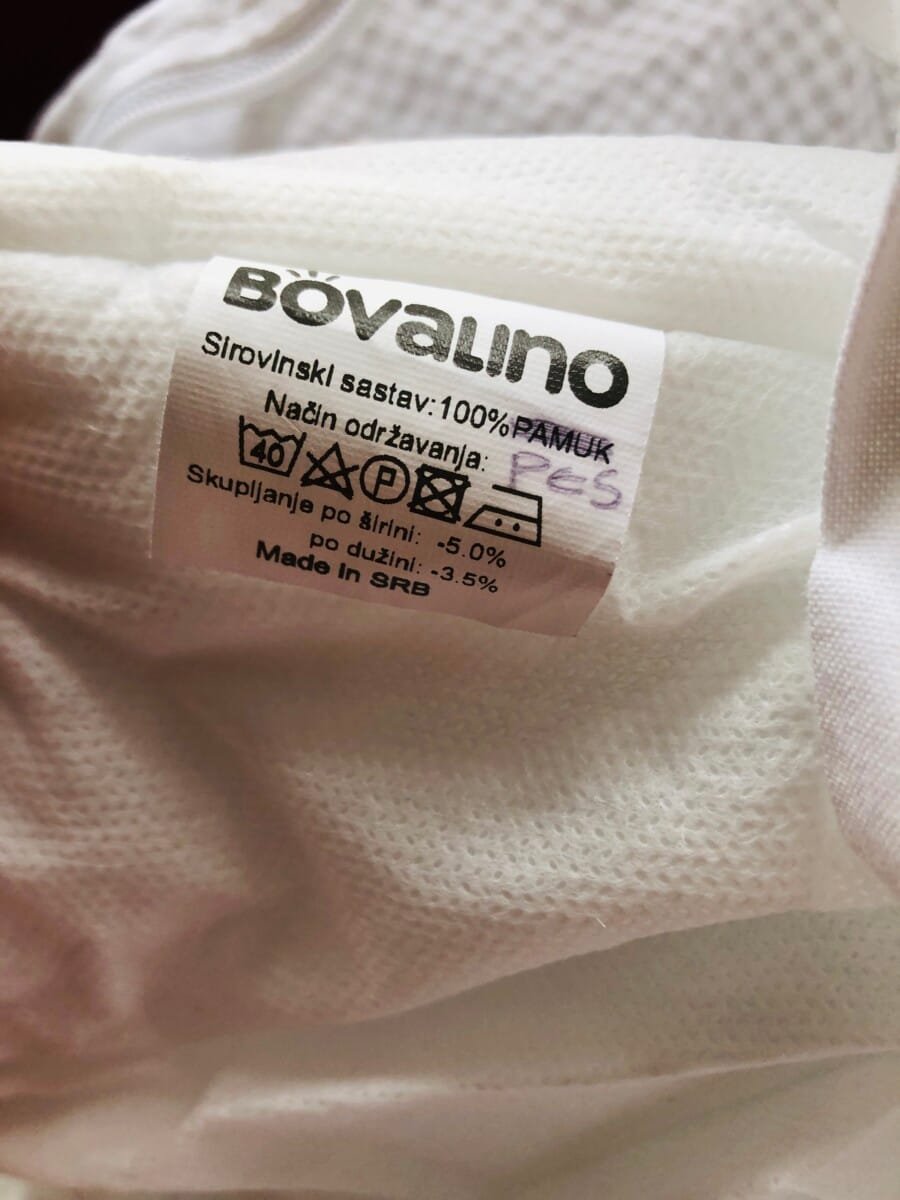 BOVALINO
Sirovinski sastav:100%PAMUK
PES
Način održavanja:
40 P
Skupljanje po širini: -5.0%
po dužini: -3.5%
Made in SRB